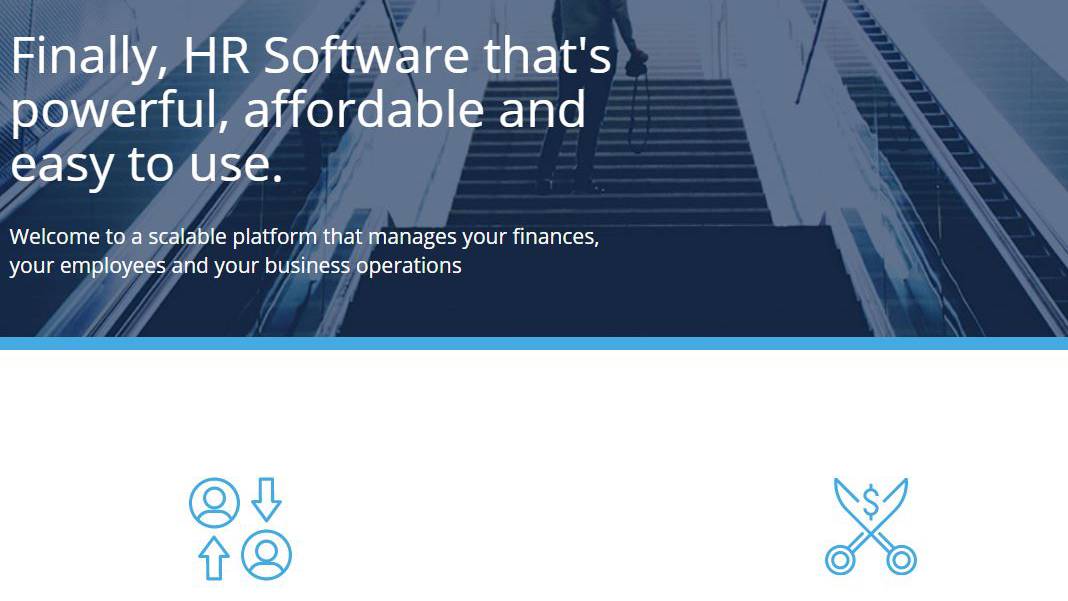 Finally, HR Software that's
powerful, affordable and
easy to use.
Welcome to a scalable platform that manages your finances,
your employees and your business operations
$